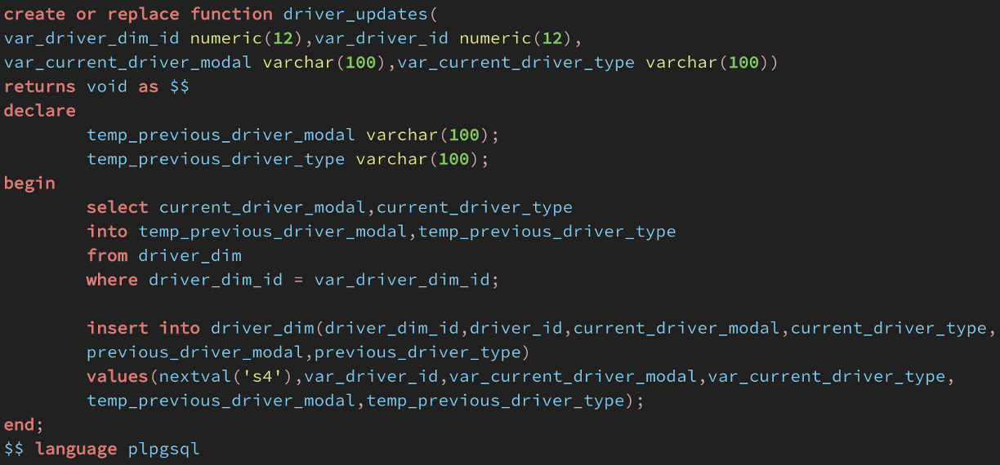 create or replace function driver_updates(
var_driver_dim_id numeric(12),var_driver_id numeric(12),
var_current_driver_modal varchar(100),var_current_driver_type varchar(100))
returns void as $$
declare
temp_previous_driver_modal varchar(100);
temp_previous_driver_type varchar(100);
begin
select current_driver_modal,current_driver_type
into temp_previous_driver_modal,temp_previous_driver_type
from driver_dim
where driver_dim_id = var_driver_dim_id;
insert into driver_dim(driver_dim_id,driver_id,current_driver_modal,current_driver_type,
previous_driver_modal,previous_driver_type)
values(nextval('s4'),var_driver_id,var_current_driver_modal,var_current_driver_type,
temp_previous_driver_modal,temp_previous_driver_type);
end;
$$ language plpgsql